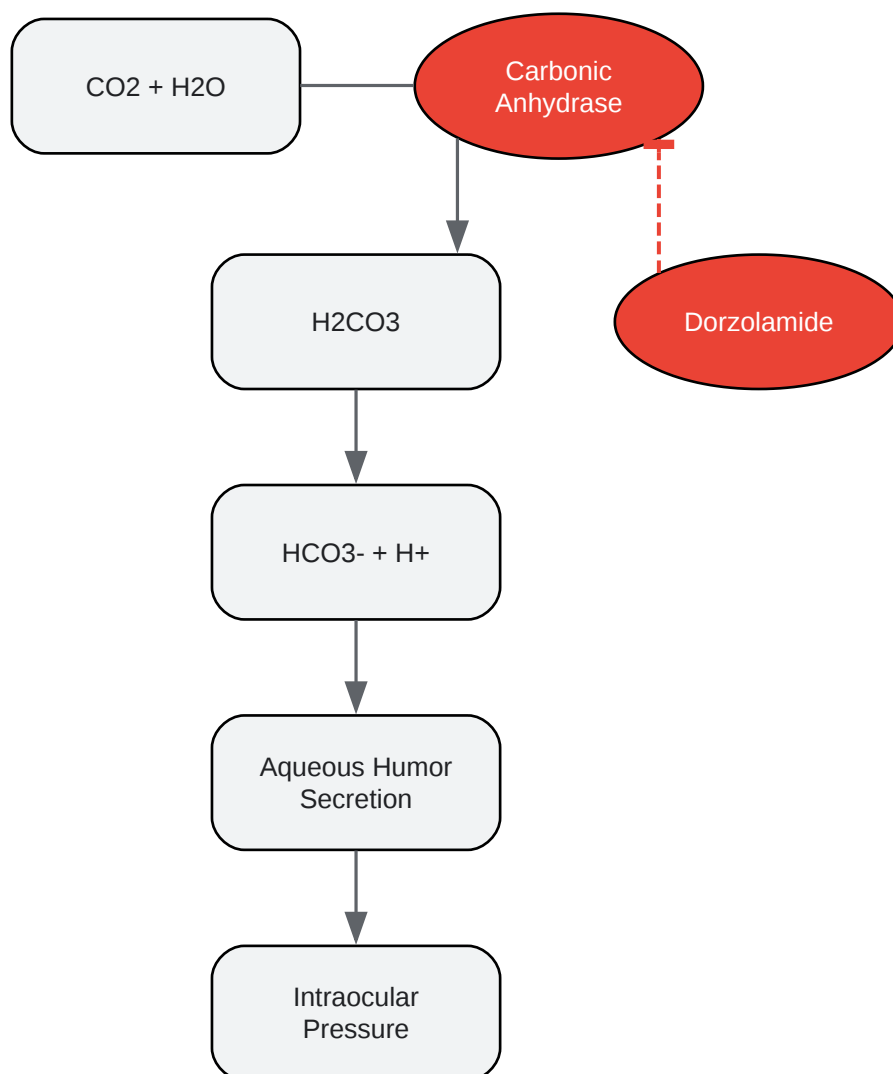 CO2 + H2O
Carbonic
Anhydrase
H2CO3
Dorzolamide
HCO3- + H+
Aqueous Humor
Secretion
Intraocular
Pressure